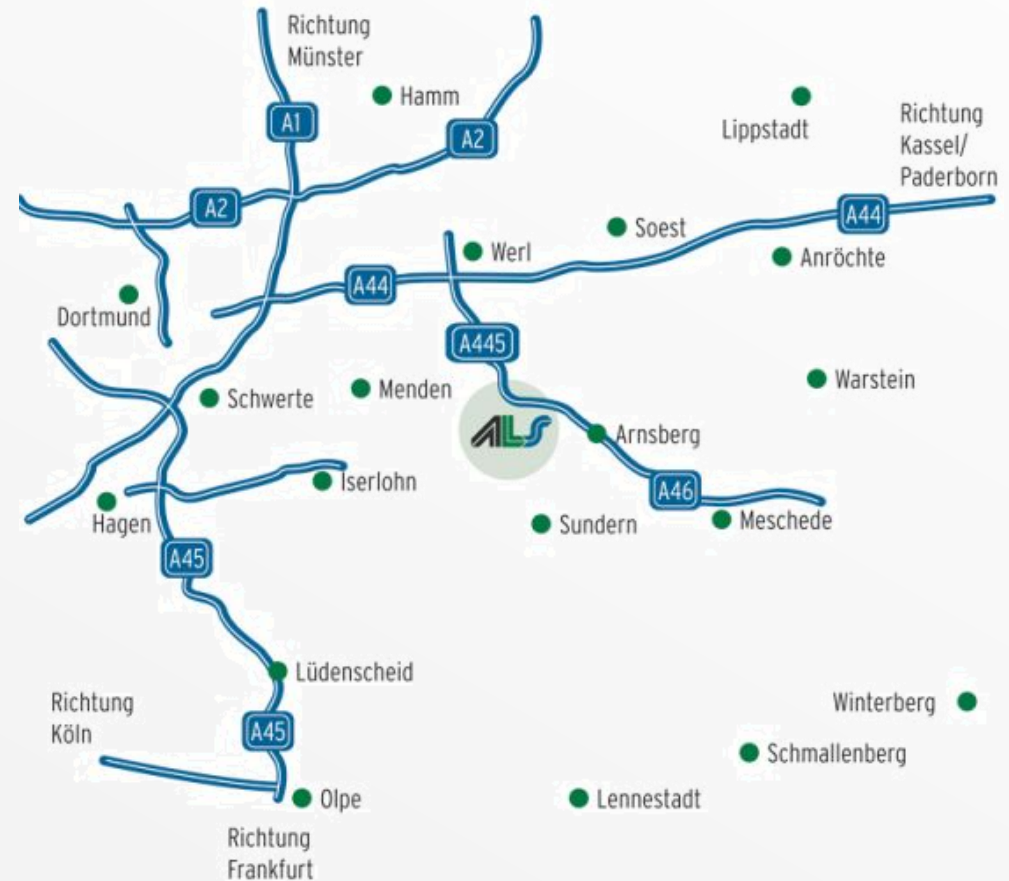 Richtung
Münster
Hamm
A1
A2
Lippstadt
Richtung
Kassel/
Paderborn
A2
A44
Soest
Werl
Anröchte
A44
Dortmund
A445
Warstein
Menden
Schwerte
ALS
Arnsberg
Iserlohn
A46
Hagen
Sundern
Meschede
A45
Lüdenscheid
Richtung
Köln
Winterberg
A45
Schmallenberg
Olpe
Lennestadt
Richtung
Frankfurt